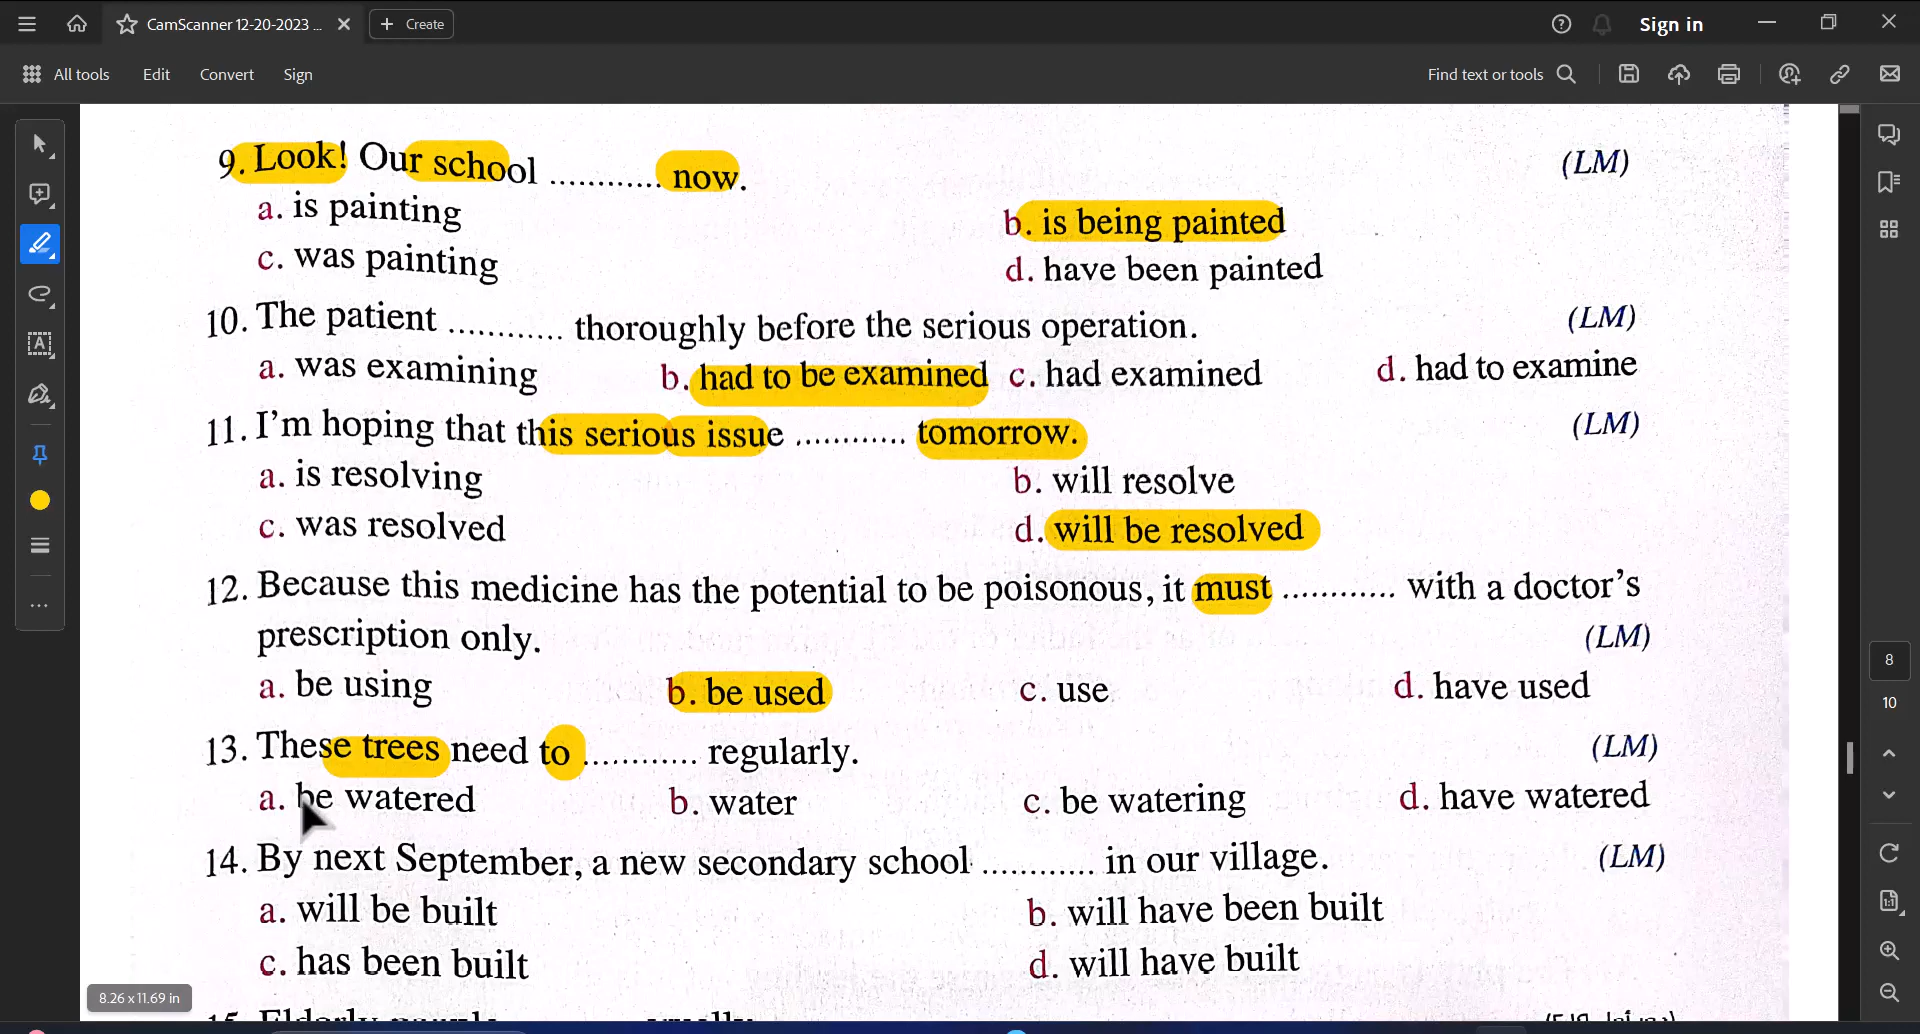 CamScanner 12-20-2023 ...
Create
Sign in
All tools
Edit
Convert
Sign
Find text or tools
9. Look! Our school ............ now. (LM)
a. is painting b. is being painted
c. was painting d. have been painted
10. The patient ............ thoroughly before the serious operation. (LM)
a. was examining b. had to be examined c. had examined d. had to examine
11. I'm hoping that this serious issue ............ tomorrow. (LM)
a. is resolving b. will resolve
c. was resolved d. will be resolved
12. Because this medicine has the potential to be poisonous, it must ............ with a doctor's
prescription only. (LM)
a. be using b. be used c. use d. have used
8
10
13. These trees need to ............ regularly. (LM)
a. be watered b. water c. be watering d. have watered
14. By next September, a new secondary school ............ in our village. (LM)
a. will be built b. will have been built
c. has been built d. will have built
8.26 x 11.69 in
15. Elderly people